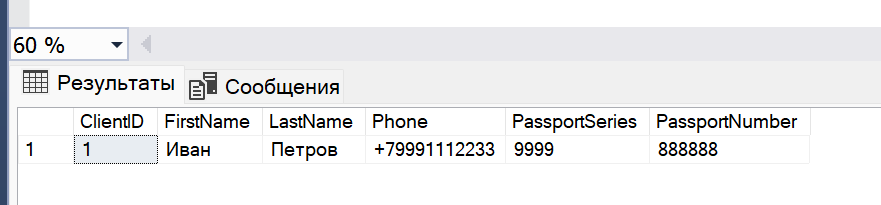 60 %
Результаты Сообщения
ClientID FirstName LastName Phone PassportSeries PassportNumber
1 1 Иван Петров +79991112233 9999 888888